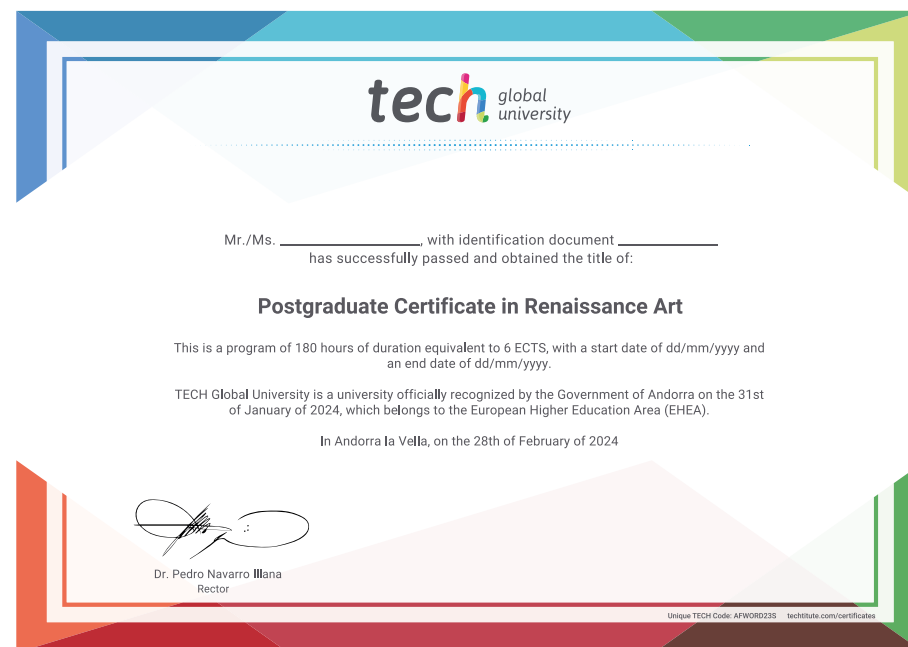 tech global
university
Mr./Ms. ____________, with identification document ____________
has successfully passed and obtained the title of:
Postgraduate Certificate in Renaissance Art
This is a program of 180 hours of duration equivalent to 6 ECTS, with a start date of dd/mm/yyyy and
an end date of dd/mm/yyyy.
TECH Global University is a university officially recognized by the Government of Andorra on the 31st
of January of 2024, which belongs to the European Higher Education Area (EHEA).
In Andorra la Vella, on the 28th of February of 2024
Dr. Pedro Navarro Illana
Rector
Unique TECH Code: AFWORD23S techtitute.com/certificates